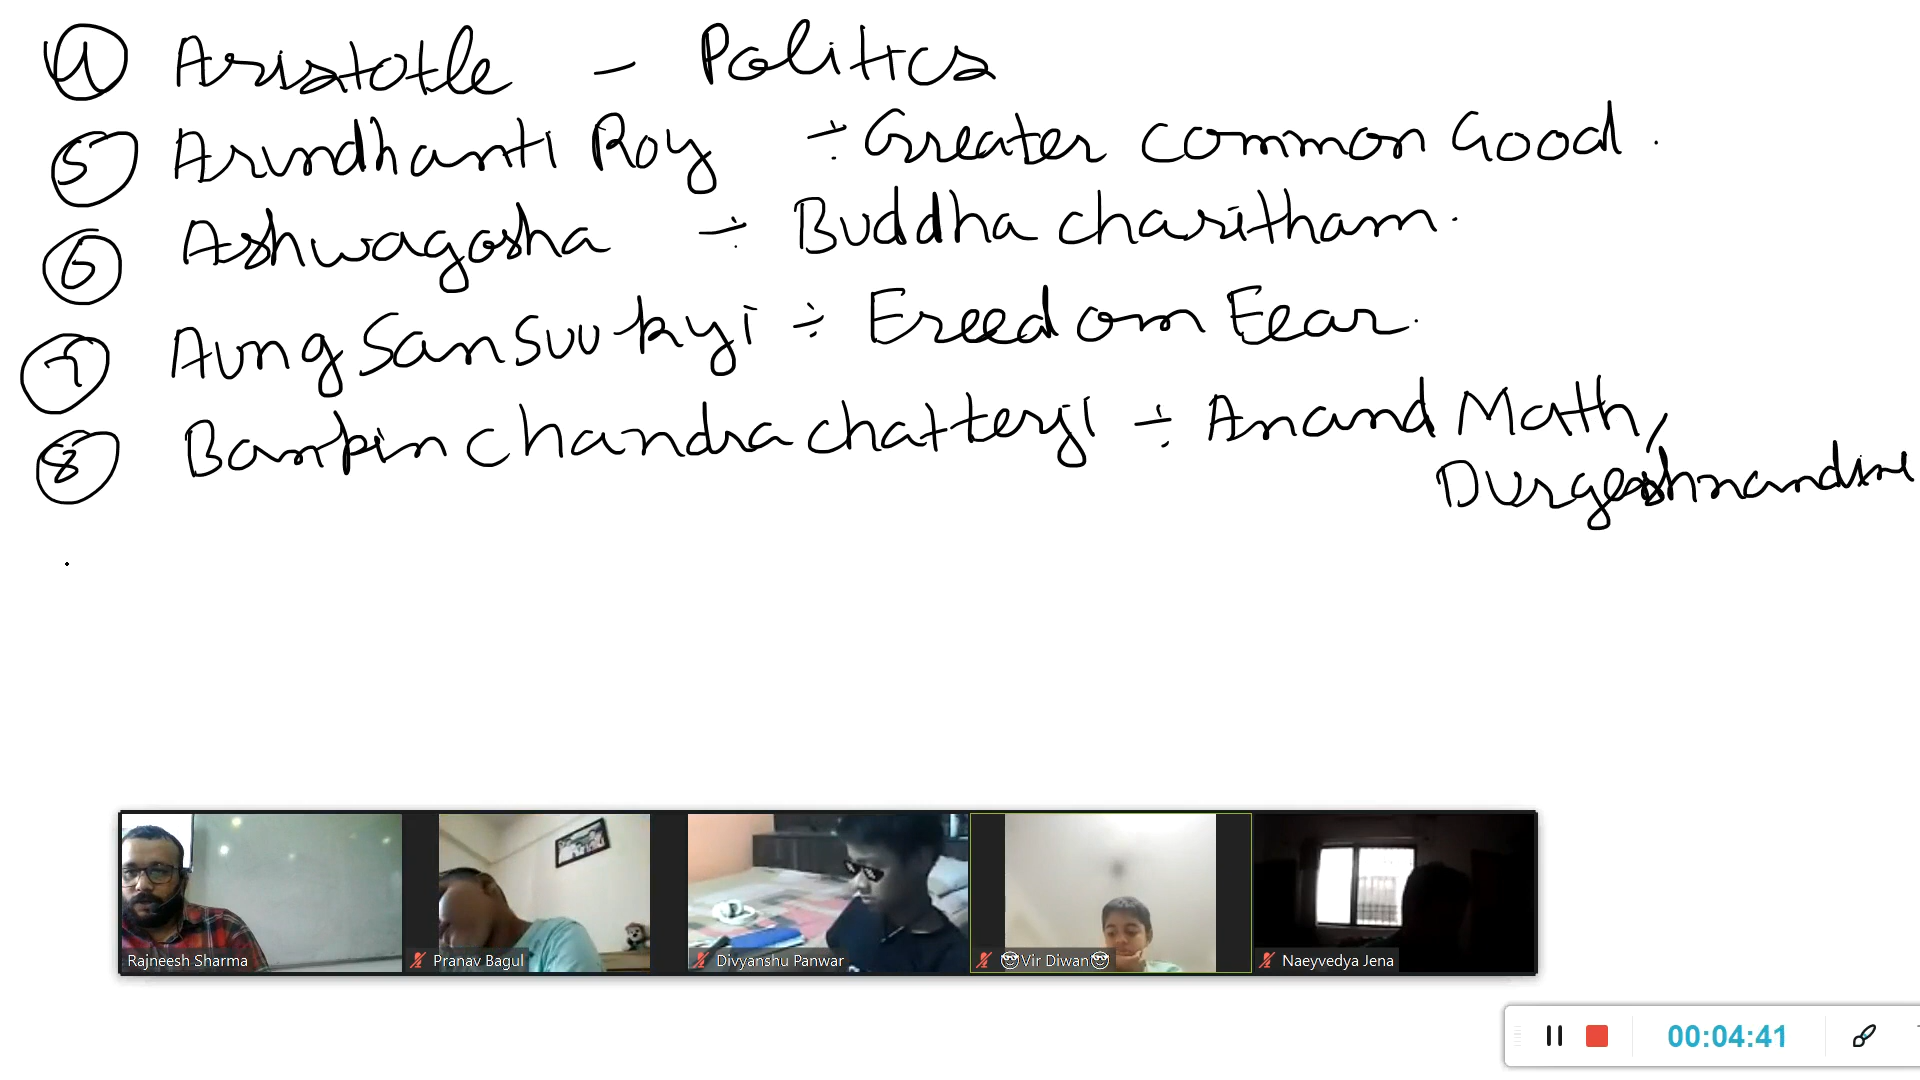 4 Aristotle - Politics
5 Arundhanti Roy ÷ Greater common Good.
6 Ashwagosha ÷ Buddha charitham.
7 Aung San Suu kyi ÷ Freedom Fear.
8 Bankin chandra chatterji ÷ Anand Math,
Durgeshnandini
Rajneesh Sharma
Pranav Bagul
Divyanshu Panwar
🤓Vir Diwan🤓
Naeyvedya Jena
00:04:41